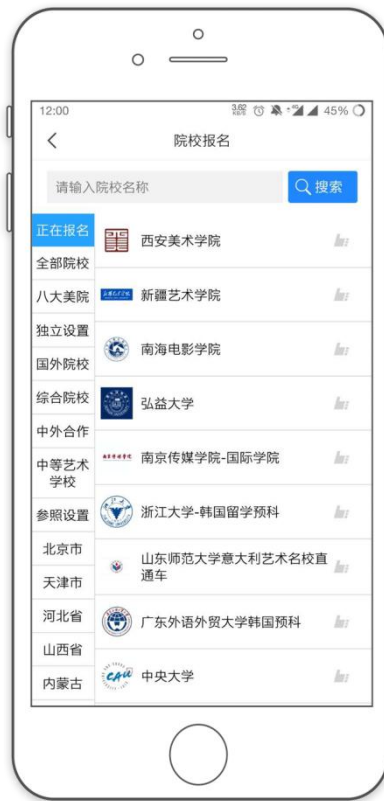 12:00
3.62
KB/S
4G
45%
院校报名
请输入院校名称
搜索
正在报名
全部院校
八大美院
独立设置
国外院校
综合院校
中外合作
中等艺术
学校
参照设置
北京市
天津市
河北省
山西省
内蒙古
西安美术学院
新疆艺术学院
南海电影学院
弘益大学
南京传媒学院-国际学院
浙江大学-韩国留学预科
山东师范大学意大利艺术名校直
通车
广东外语外贸大学韩国预科
CAU
中央大学